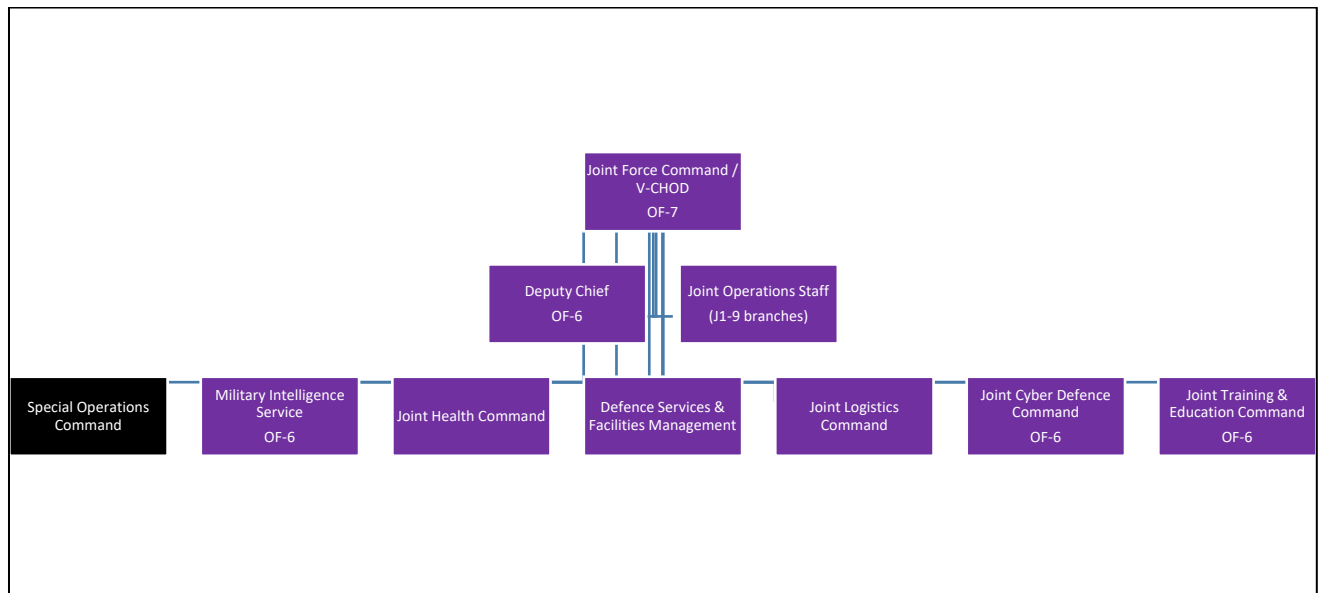 Joint Force Command /
V-CHOD
OF-7
Deputy Chief
OF-6
Joint Operations Staff
(J1-9 branches)
Special Operations
Command
Military Intelligence
Service
OF-6
Joint Health Command
Defence Services &
Facilities Management
Joint Logistics
Command
Joint Cyber Defence
Command
OF-6
Joint Training &
Education Command
OF-6